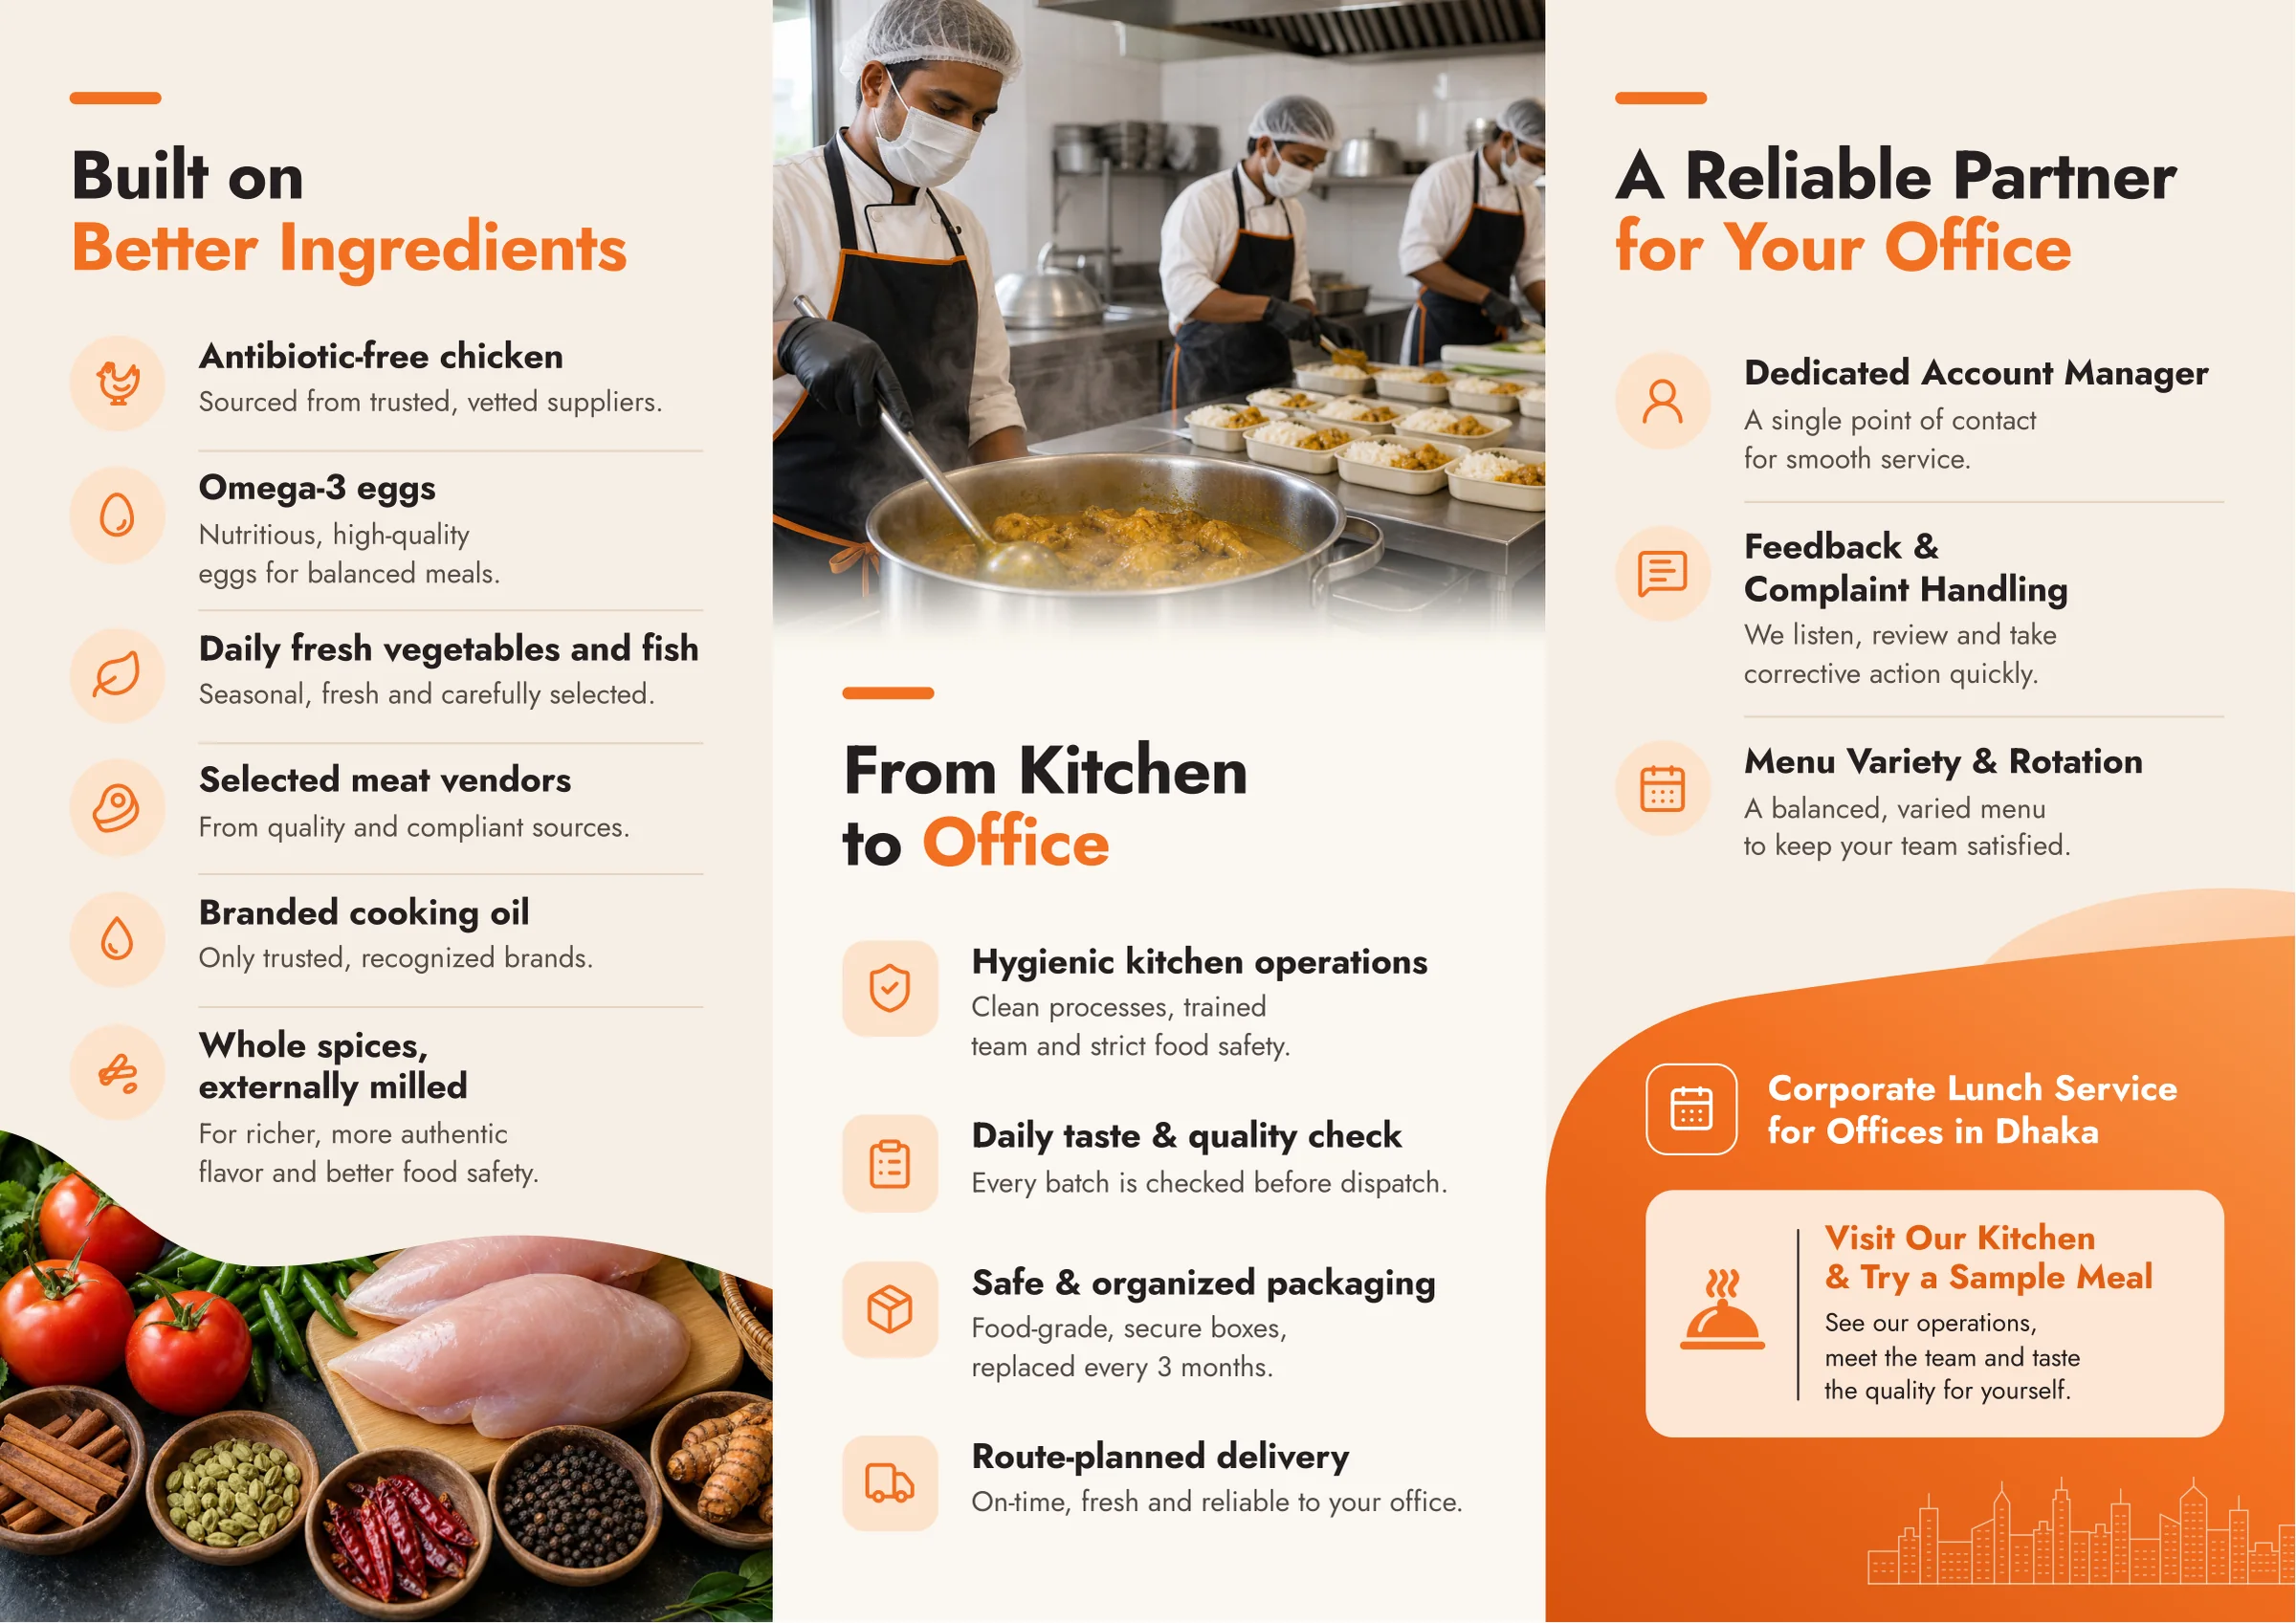 Built on
Better Ingredients
Antibiotic-free chicken
Sourced from trusted, vetted suppliers.
Omega-3 eggs
Nutritious, high-quality
eggs for balanced meals.
Daily fresh vegetables and fish
Seasonal, fresh and carefully selected.
Selected meat vendors
From quality and compliant sources.
Branded cooking oil
Only trusted, recognized brands.
Whole spices,
externally milled
For richer, more authentic
flavor and better food safety.
From Kitchen
to Office
Hygienic kitchen operations
Clean processes, trained
team and strict food safety.
Daily taste & quality check
Every batch is checked before dispatch.
Safe & organized packaging
Food-grade, secure boxes,
replaced every 3 months.
Route-planned delivery
On-time, fresh and reliable to your office.
A Reliable Partner
for Your Office
Dedicated Account Manager
A single point of contact
for smooth service.
Feedback &
Complaint Handling
We listen, review and take
corrective action quickly.
Menu Variety & Rotation
A balanced, varied menu
to keep your team satisfied.
Corporate Lunch Service
for Offices in Dhaka
Visit Our Kitchen
& Try a Sample Meal
See our operations,
meet the team and taste
the quality for yourself.